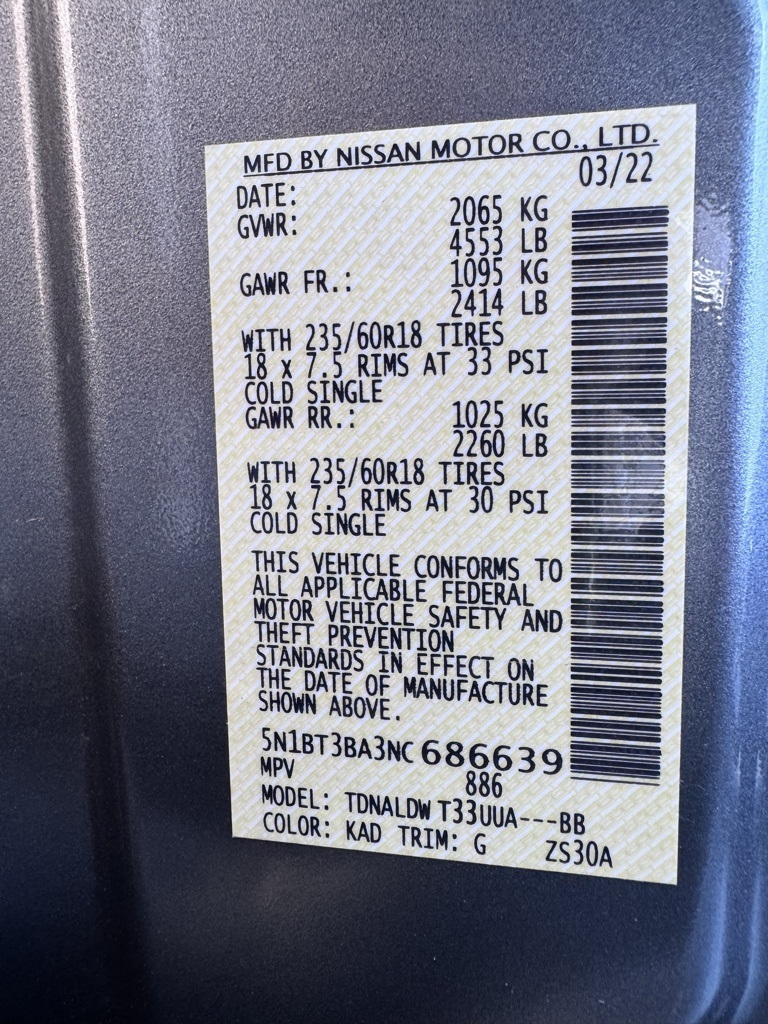 MFD BY NISSAN MOTOR CO., LTD.
DATE: 03/22
GVWR: 2065 KG
4553 LB
GAWR FR.: 1095 KG
2414 LB
WITH 235/60R18 TIRES
18 x 7.5 RIMS AT 33 PSI
COLD SINGLE
GAWR RR.: 1025 KG
2260 LB
WITH 235/60R18 TIRES
18 x 7.5 RIMS AT 30 PSI
COLD SINGLE
THIS VEHICLE CONFORMS TO
ALL APPLICABLE FEDERAL
MOTOR VEHICLE SAFETY AND
THEFT PREVENTION
STANDARDS IN EFFECT ON
THE DATE OF MANUFACTURE
SHOWN ABOVE.
5N1BT3BA3NC686639
MPV 886
MODEL: TDNALDW T33UUA---BB
COLOR: KAD TRIM: G ZS30A